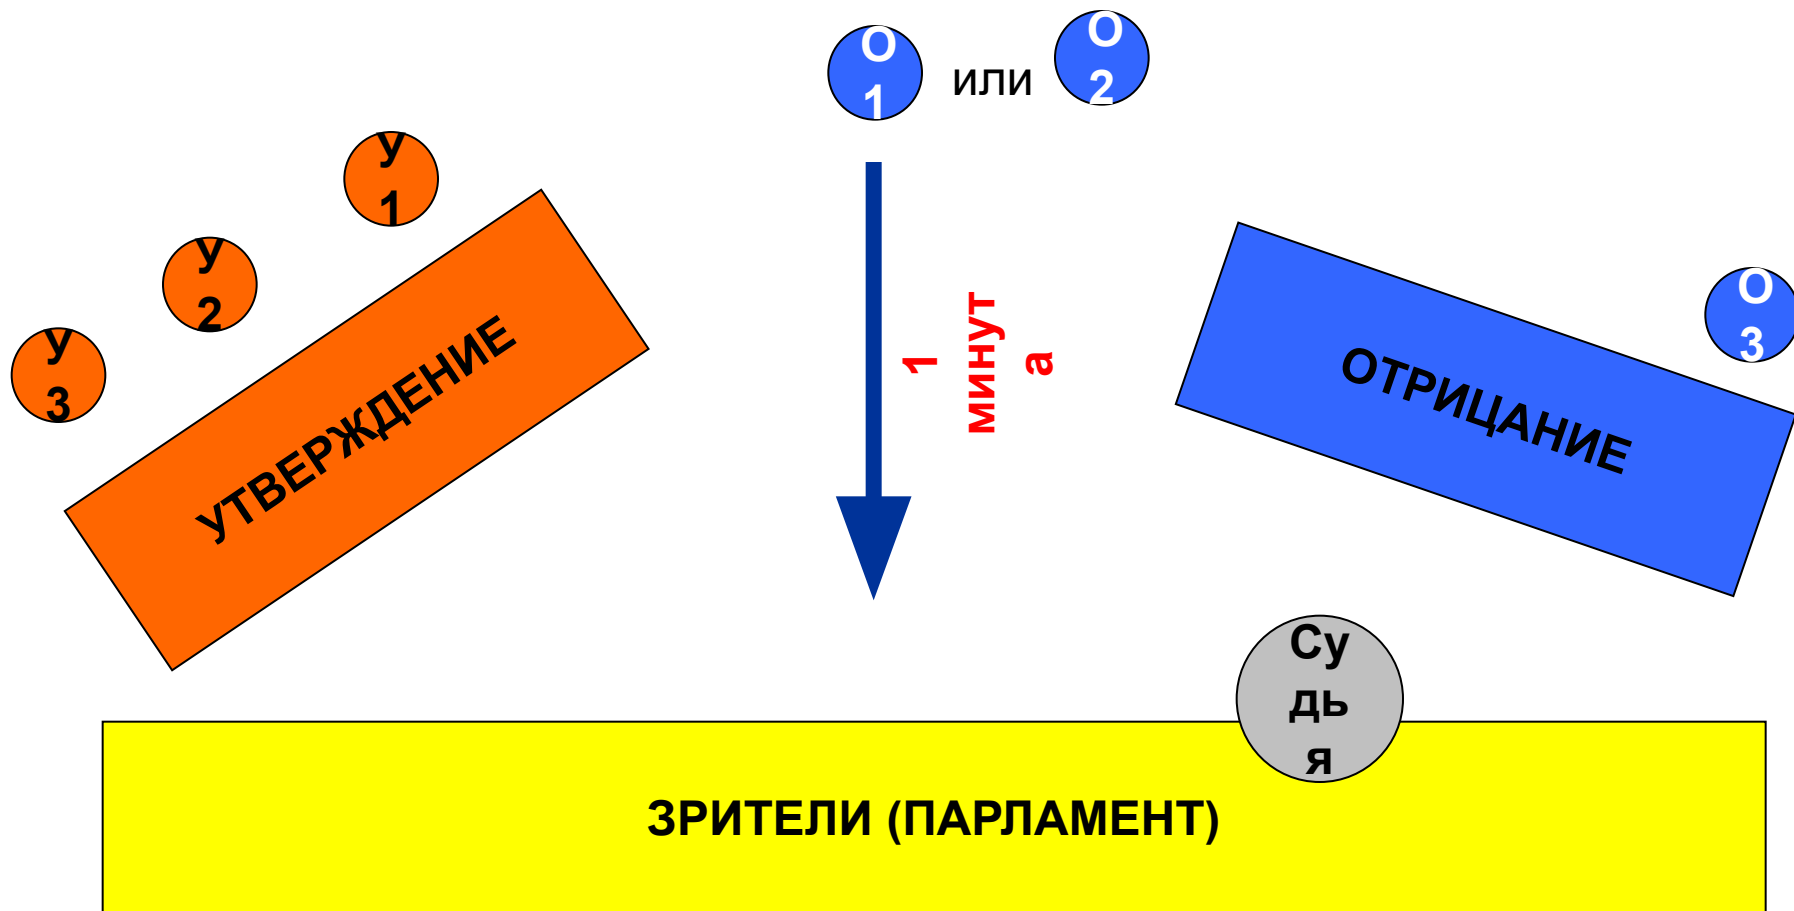 О
1
или
О
2
У
1
У
2
У
3
УТВЕРЖДЕНИЕ
1
минут
а
ОТРИЦАНИЕ
О
3
Су
дь
я
ЗРИТЕЛИ (ПАРЛАМЕНТ)